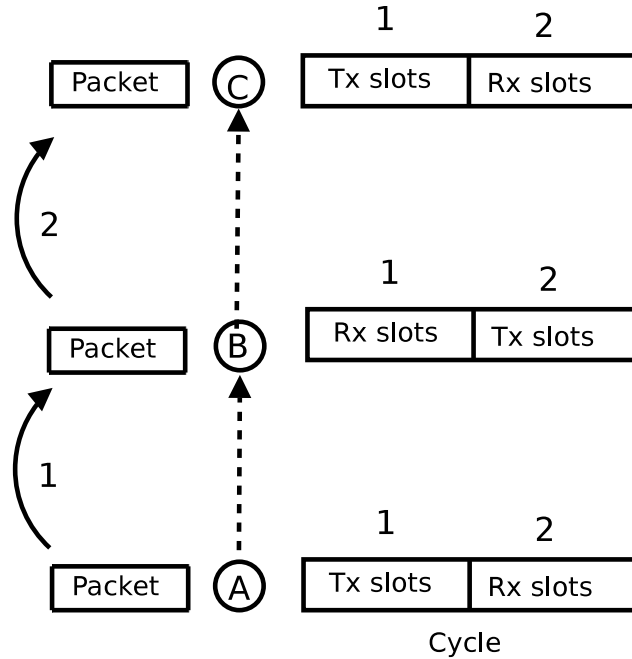 1 2
Packet C Tx slots Rx slots
2
1 2
Packet B Rx slots Tx slots
1
1 2
Packet A Tx slots Rx slots
Cycle